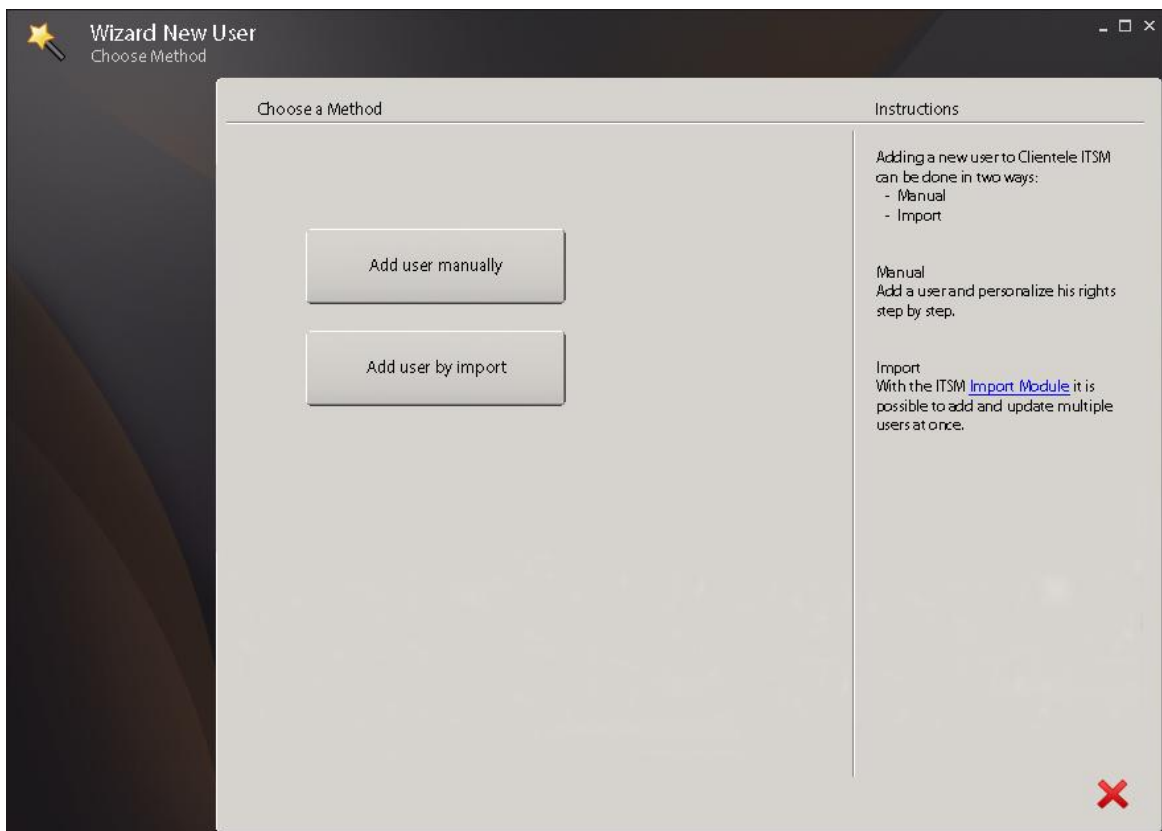 Wizard New User
Choose Method
Choose a Method
Add user manually
Add user by import
Instructions
Adding a new user to Clientele ITSM
can be done in two ways:
- Manual
- Import
Manual
Add a user and personalize his rights
step by step.
Import
With the ITSM Import Module it is
possible to add and update multiple
users at once.